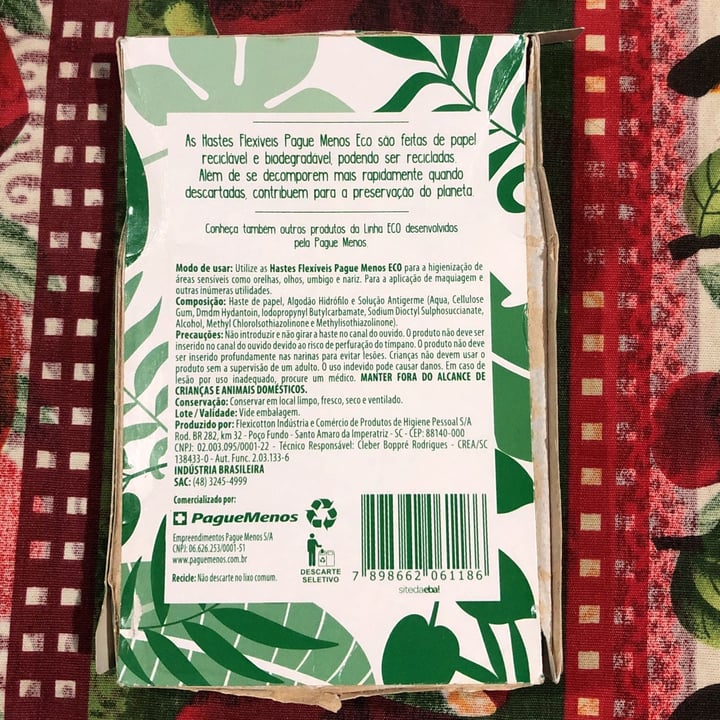 As Hastes Flexíveis Pague Menos Eco são feitas de papel
reciclável e biodegradável, podendo ser recicladas.
Além de se decomporem mais rapidamente quando
descartadas, contribuem para a preservação do planeta.
Conheça também outros produtos da Linha ECO desenvolvidos
pela Pague Menos.
Modo de usar: Utilize as Hastes Flexíveis Pague Menos ECO para a higienização de
áreas sensíveis como orelhas, olhos, umbigo e nariz. Para a aplicação de maquiagem e
outras inúmeras utilidades.
Composição: Haste de papel, Algodão Hidrófilo e Solução Antigerme (Aqua, Cellulose
Gum, Dmdm Hydantoin, Iodopropynyl Butylcarbamate, Sodium Dioctyl Sulphosuccianate,
Alcohol, Methyl Chlorolsothiazolinone e Methylisothiazolinone).
Precauções: Não introduzir e não girar a haste no canal do ouvido. O produto não deve ser
inserido no canal do ouvido devido ao risco de perfuração do tímpano. O produto não deve
ser inserido profundamente nas narinas para evitar lesões. Crianças não devem usar o
produto sem a supervisão de um adulto. O uso indevido pode causar danos. Em caso de
lesão por uso inadequado, procure um médico. MANTER FORA DO ALCANCE DE
CRIANÇAS E ANIMAIS DOMÉSTICOS.
Conservação: Conservar em local limpo, fresco, seco e ventilado.
Lote / Validade: Vide embalagem.
Produzido por: Flexicotton Indústria e Comércio de Produtos de Higiene Pessoal S/A
Rod. BR 282, km 32 - Poço Fundo - Santo Amaro da Imperatriz - SC - CEP: 88140-000
CNPJ: 02.003.095/0001-22 - Técnico Responsável: Cleber Boppré Rodrigues - CREA/SC
138433-0 - Aut. Func. 2.03.133-6
INDÚSTRIA BRASILEIRA
SAC: (48) 3245-4999
Comercializado por:
PagueMenos
Empreendimentos Pague Menos S/A
CNPJ: 06.626.253/0001-51
www.paguemenos.com.br
Recicle: Não descarte no lixo comum.
DESCARTE
SELETIVO
7 898662 061186
sitedaeba!